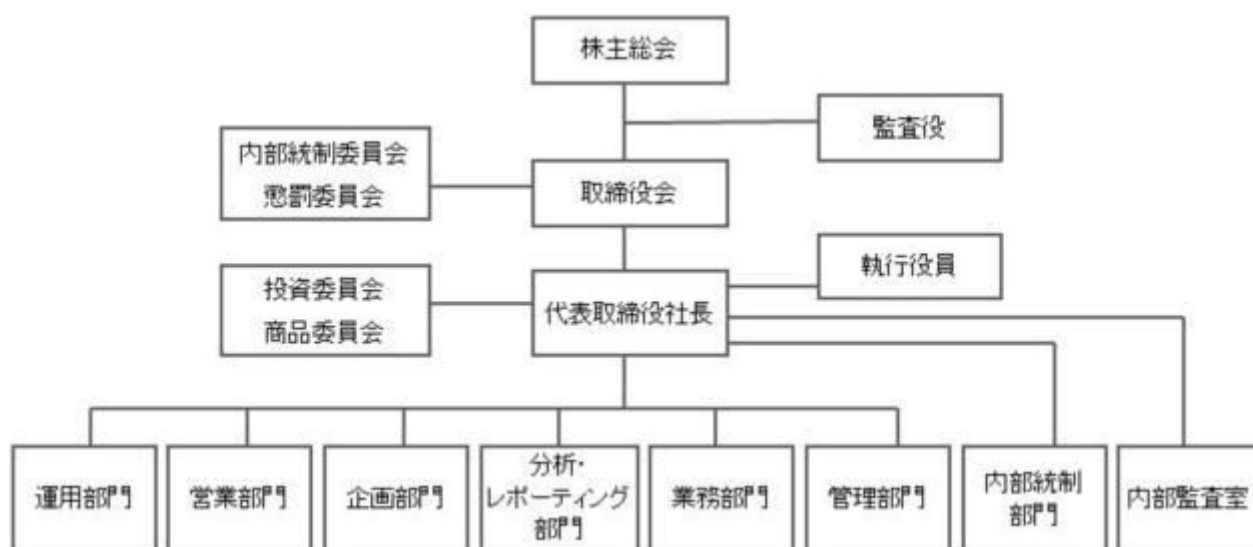 株主総会
監査役
内部統制委員会
懲罰委員会
取締役会
執行役員
投資委員会
商品委員会
代表取締役社長
運用部門
営業部門
企画部門
分析・
レポーティング
部門
業務部門
管理部門
内部統制
部門
内部監査室